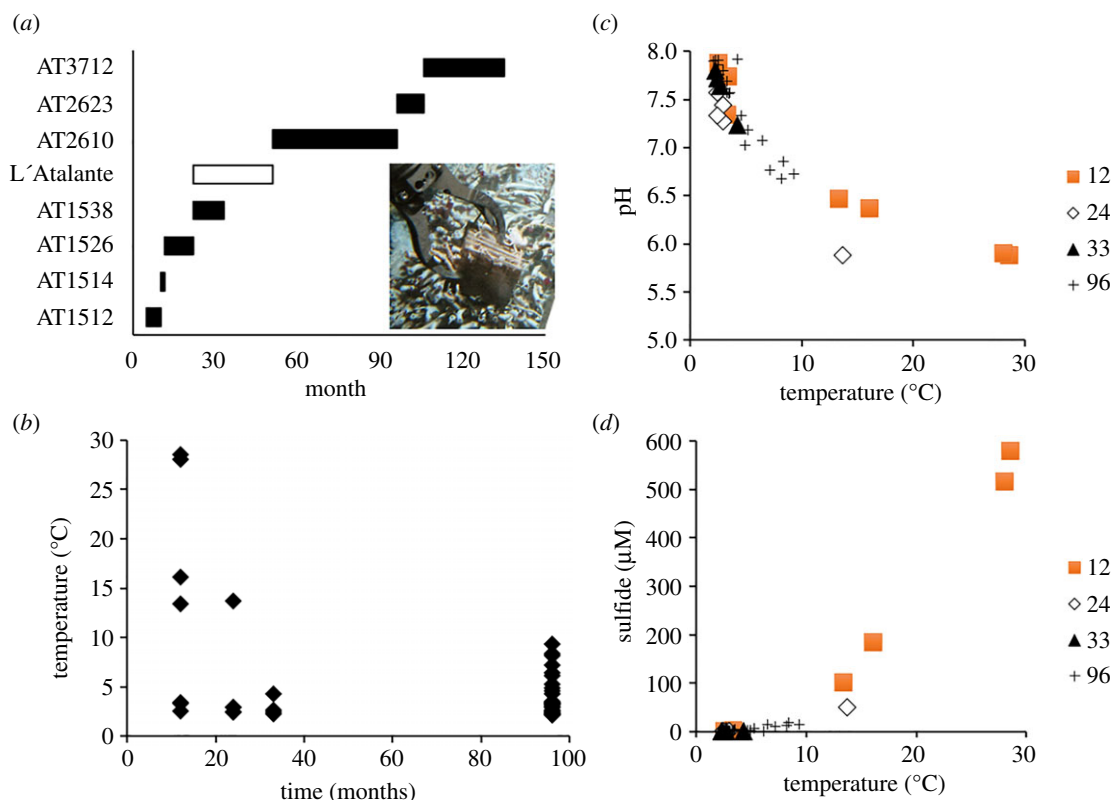 (a)
AT3712
AT2623
AT2610
L´Atalante
AT1538
AT1526
AT1514
AT1512
0 30 60 90 120 150
month
(b)
30
25
20
15
10
5
0
temperature (°C)
0 20 40 60 80 100
time (months)
(c)
8.0
7.5
7.0
6.5
6.0
5.5
5.0
pH
0 10 20 30
temperature (°C)
12
24
33
96
(d)
600
500
400
300
200
100
0
sulfide (µM)
0 10 20 30
temperature (°C)
12
24
33
96